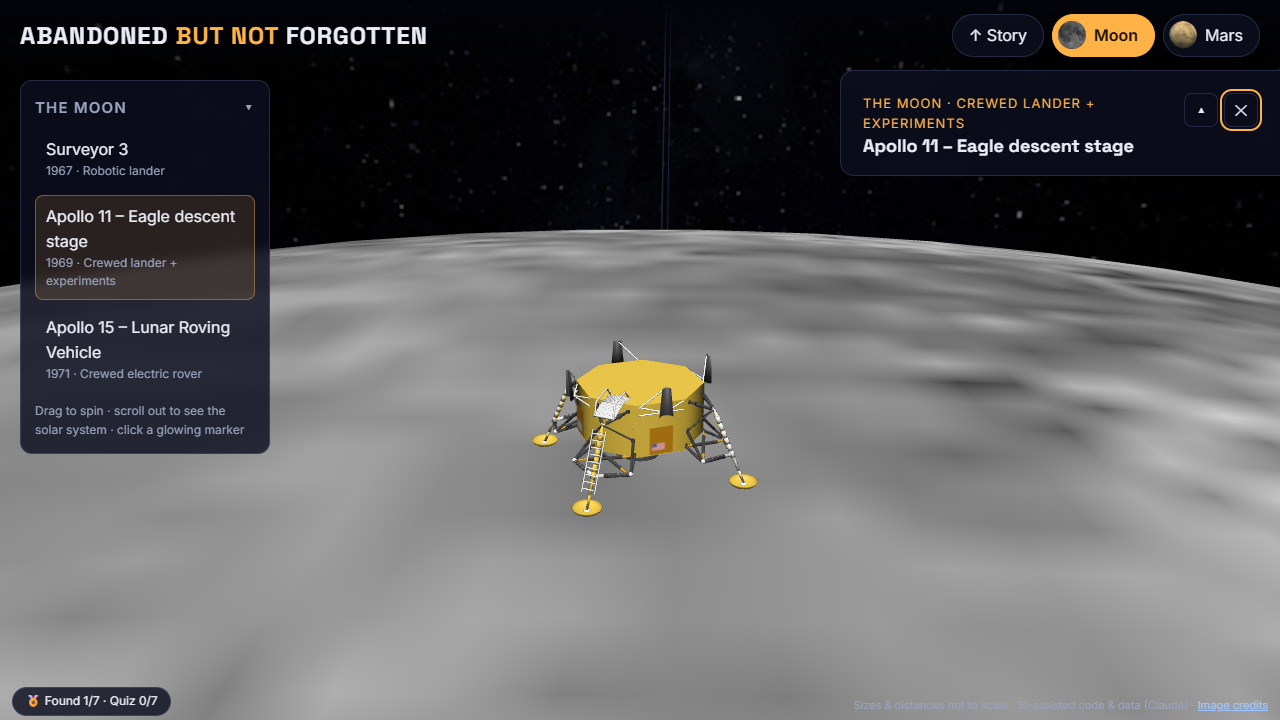 ABANDONED BUT NOT FORGOTTEN
↑ Story
Moon
Mars
THE MOON
Surveyor 3
1967 · Robotic lander
Apollo 11 – Eagle descent
stage
1969 · Crewed lander +
experiments
Apollo 15 – Lunar Roving
Vehicle
1971 · Crewed electric rover
Drag to spin · scroll out to see the
solar system · click a glowing marker
THE MOON · CREWED LANDER +
EXPERIMENTS
Apollo 11 – Eagle descent stage
Found 1/7 · Quiz 0/7
Sizes & distances not to scale · SI-assisted code & data (Claude) · Image credits